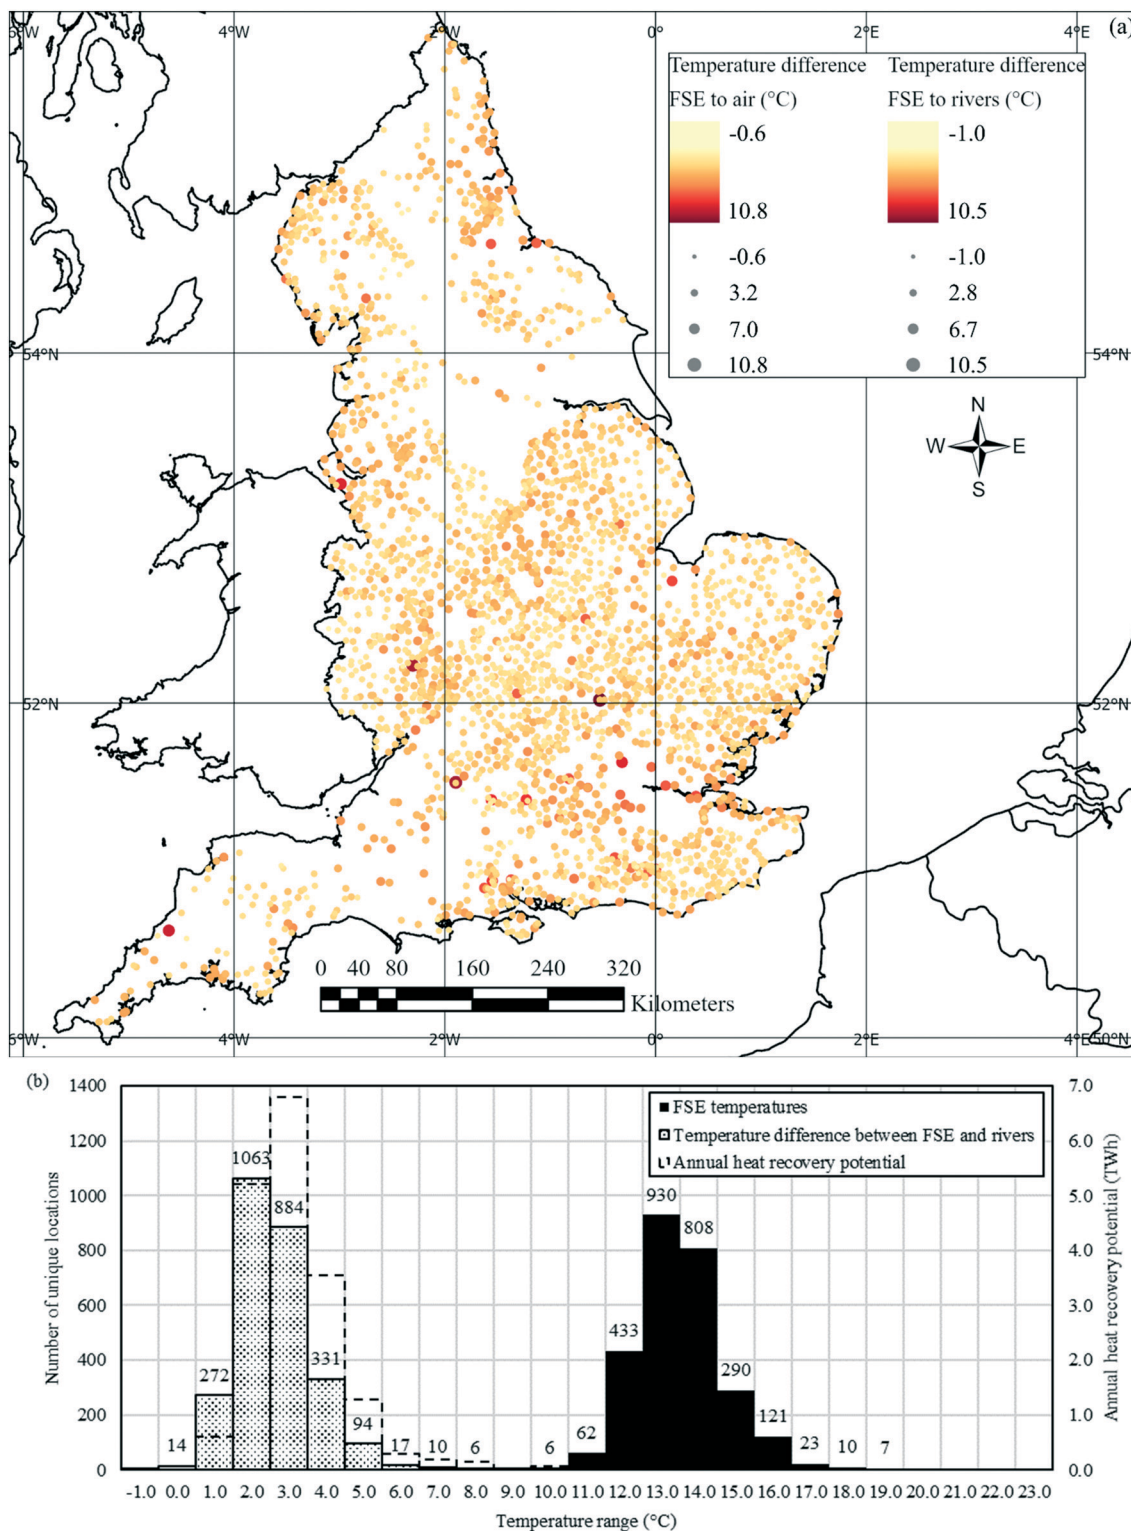 6°W 4°W 2°W 0° 2°E 4°E (a)
Temperature difference Temperature difference
FSE to air (°C) FSE to rivers (°C)
-0.6 -1.0
10.8 10.5
-0.6 -1.0
3.2 2.8
7.0 6.7
10.8 10.5
54°N 54°N
N
W E
S
52°N 52°N
0 40 80 160 240 320
Kilometers
6°W 4°W 2°W 0° 2°E 4°E 50°N
(b)
1400 7.0
FSE temperatures
Temperature difference between FSE and rivers
Annual heat recovery potential
1200 6.0
1063 930
1000 5.0
884 808
800 4.0
600 3.0
331 433
400 2.0
272 290
200 1.0
94 62 121
14 17 10 6 6 23 10 7
0 0.0
-1.0 0.0 1.0 2.0 3.0 4.0 5.0 6.0 7.0 8.0 9.0 10.0 11.0 12.0 13.0 14.0 15.0 16.0 17.0 18.0 19.0 20.0 21.0 22.0 23.0
Temperature range (°C)
Number of unique locations
Annual heat recovery potential (TWh)